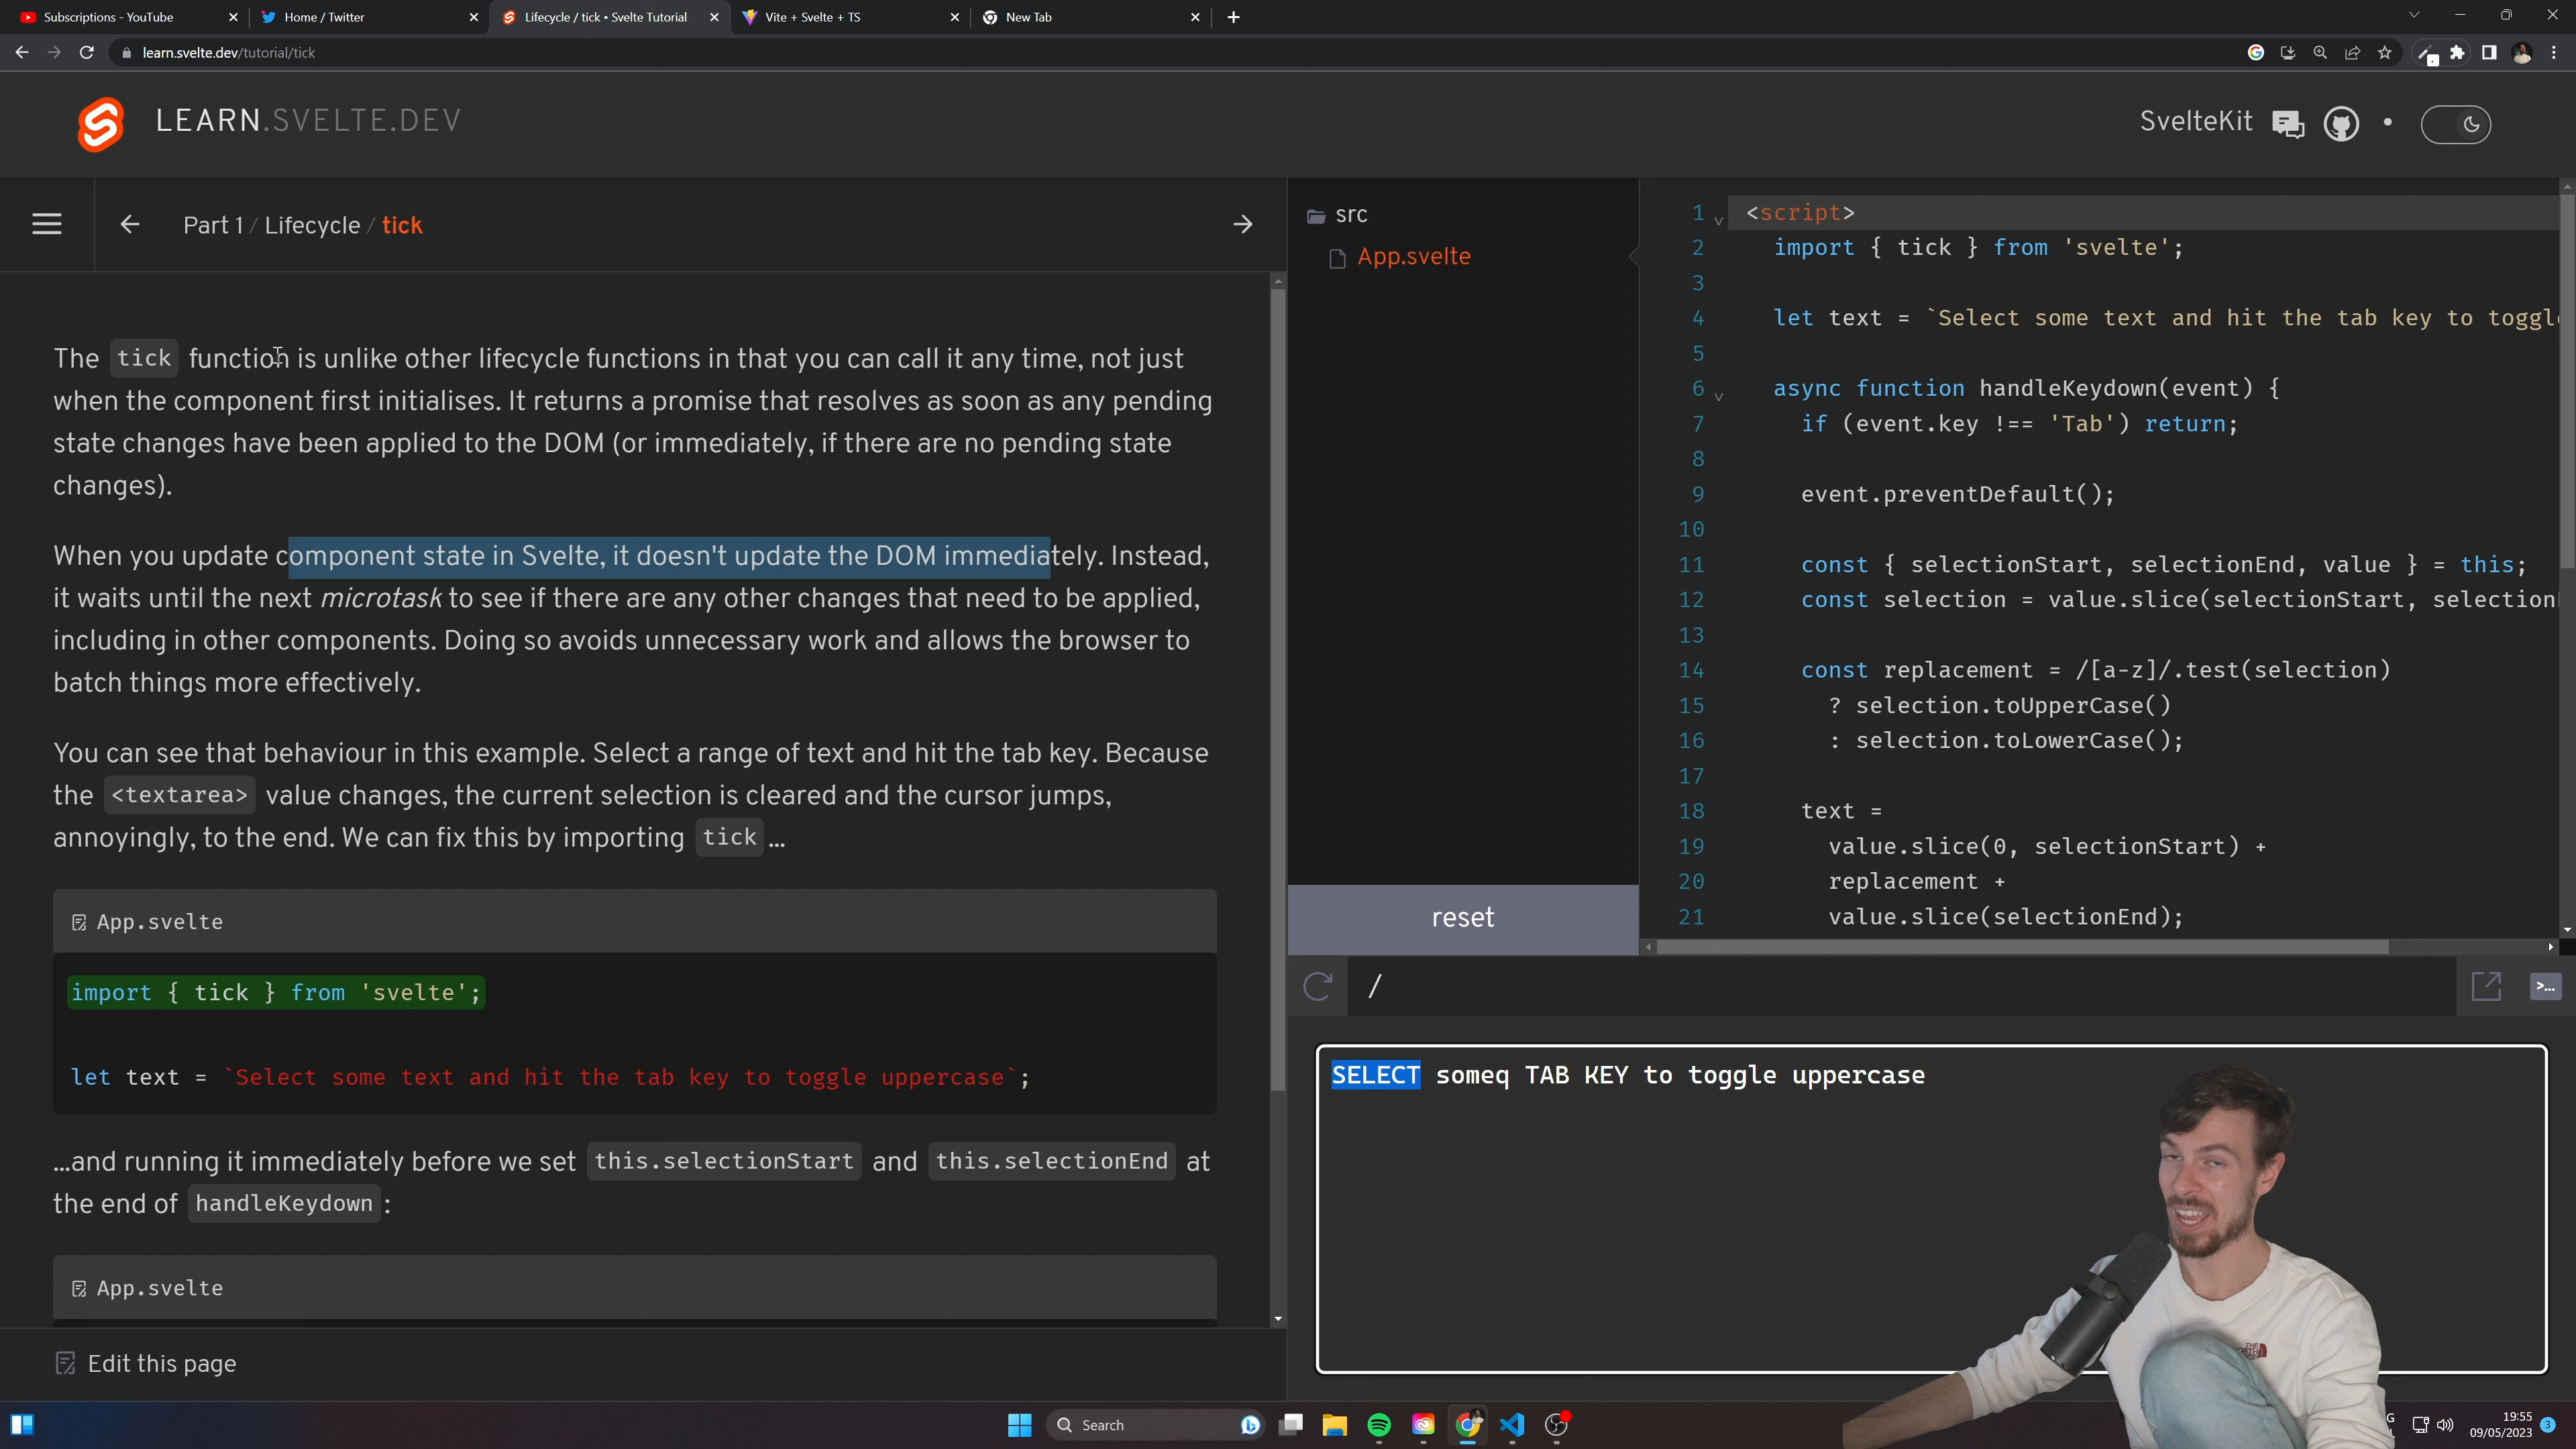 Subscriptions - YouTube
Home / Twitter
Lifecycle / tick • Svelte Tutorial
Vite + Svelte + TS
New Tab
learn.svelte.dev/tutorial/tick
LEARN.SVELTE.DEV
SvelteKit
Part 1 / Lifecycle / tick
The tick function is unlike other lifecycle functions in that you can call it any time, not just
when the component first initialises. It returns a promise that resolves as soon as any pending
state changes have been applied to the DOM (or immediately, if there are no pending state
changes).
When you update component state in Svelte, it doesn't update the DOM immediately. Instead,
it waits until the next microtask to see if there are any other changes that need to be applied,
including in other components. Doing so avoids unnecessary work and allows the browser to
batch things more effectively.
You can see that behaviour in this example. Select a range of text and hit the tab key. Because
the <textarea> value changes, the current selection is cleared and the cursor jumps,
annoyingly, to the end. We can fix this by importing tick ...
App.svelte
import { tick } from 'svelte';
let text = `Select some text and hit the tab key to toggle uppercase`;
...and running it immediately before we set this.selectionStart and this.selectionEnd at
the end of handleKeydown :
App.svelte
Edit this page
src
App.svelte
reset
1 <script>
2 import { tick } from 'svelte';
3
4 let text = `Select some text and hit the tab key to toggle
5
6 async function handleKeydown(event) {
7 if (event.key !== 'Tab') return;
8
9 event.preventDefault();
10
11 const { selectionStart, selectionEnd, value } = this;
12 const selection = value.slice(selectionStart, selection
13
14 const replacement = /[a-z]/.test(selection)
15 ? selection.toUpperCase()
16 : selection.toLowerCase();
17
18 text =
19 value.slice(0, selectionStart) +
20 replacement +
21 value.slice(selectionEnd);
/
>...
SELECT someq TAB KEY to toggle uppercase
Search
19:55
09/05/2023
3